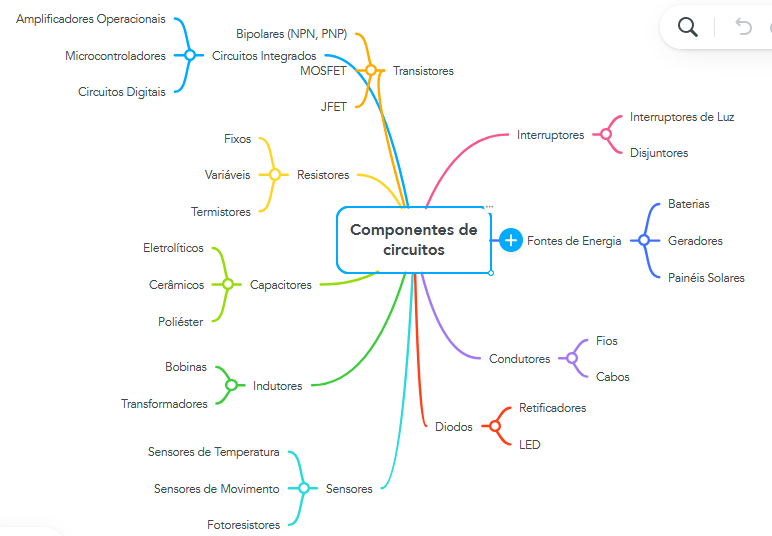 Amplificadores Operacionais
Microcontroladores
Circuitos Digitais
Circuitos Integrados
Bipolares (NPN, PNP)
MOSFET
JFET
Transistores
Fixos
Variáveis
Termistores
Resistores
Eletrolíticos
Cerâmicos
Poliéster
Capacitores
Bobinas
Transformadores
Indutores
Sensores de Temperatura
Sensores de Movimento
Fotoresistores
Sensores
Componentes de
circuitos
Interruptores
Interruptores de Luz
Disjuntores
Fontes de Energia
Baterias
Geradores
Painéis Solares
Condutores
Fios
Cabos
Diodos
Retificadores
LED